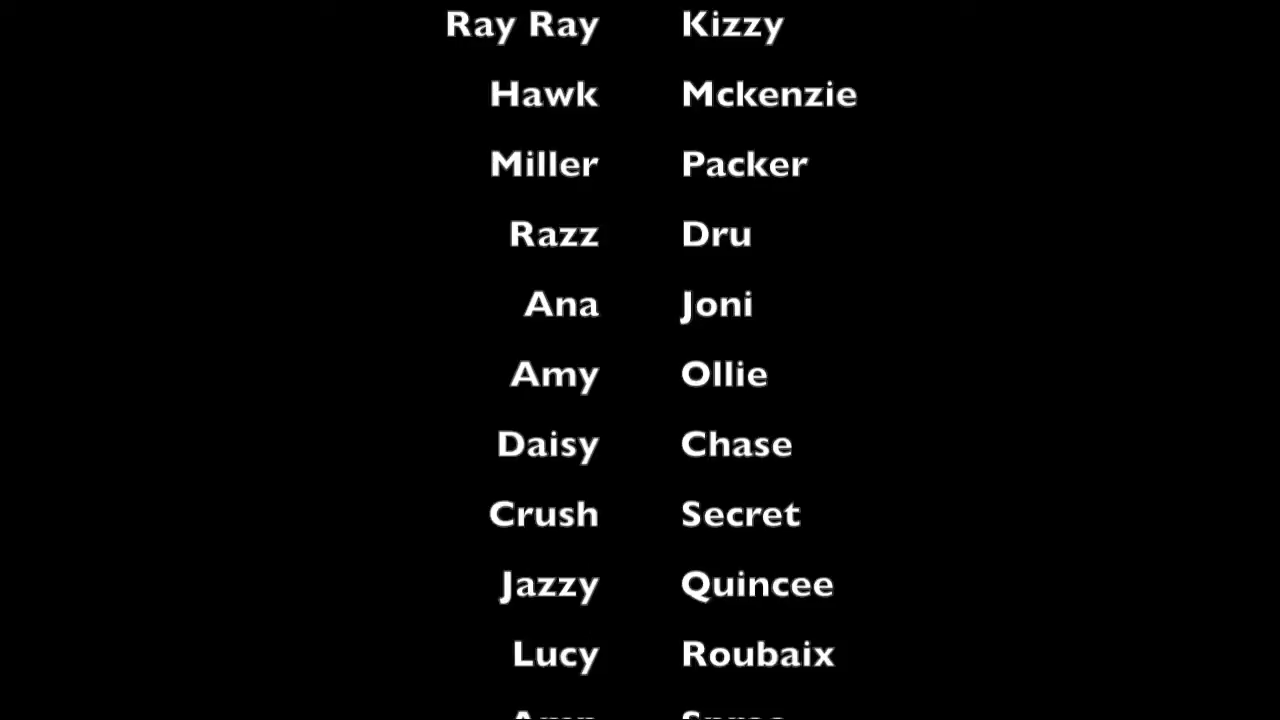 Ray Ray Kizzy
Hawk Mckenzie
Miller Packer
Razz Dru
Ana Joni
Amy Ollie
Daisy Chase
Crush Secret
Jazzy Quincee
Lucy Roubaix